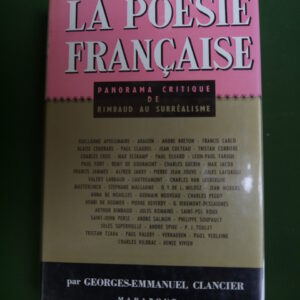 LA POÉSIE
FRANÇAISE
PANORAMA CRITIQUE
DE
RIMBAUD AU SURRÉALISME
GUILLAUME APOLLINAIRE - ARAGON - ANDRÉ BRETON - FRANCIS CARCO
BLAISE CENDRARS - PAUL CLAUDEL - JEAN COCTEAU - TRISTAN CORBIÈRE
CHARLES CROS - MAX ELSKAMP - PAUL ELUARD - LÉON-PAUL FARGUE
PAUL FORT - REMY DE GOURMONT - CHARLES GUÉRIN - MAX JACOB
FRANCIS JAMMES - ALFRED JARRY - PIERRE JEAN JOUVE - JULES LAFORGUE
VALERY LARBAUD - LAUTRÉAMONT - CHARLES VAN LERBERGHE
MAETERLINCK - STÉPHANE MALLARMÉ - O. V. DE L. MILOSZ - JEAN MORÉAS
ANNA DE NOAILLES - GERMAIN NOUVEAU - CHARLES PÉGUY
HENRI DE RÉGNIER - PIERRE REVERDY - G. RIBEMONT-DESSAIGNES
ARTHUR RIMBAUD - JULES ROMAINS - SAINT-POL ROUX
SAINT-JOHN PERSE - ANDRÉ SALMON - PHILIPPE SOUPAULT
JULES SUPERVIELLE - ANDRÉ SPIRE - P. J. TOULET
TRISTAN TZARA - PAUL VALÉRY - VERHAEREN - PAUL VERLAINE
CHARLES VILDRAC - RENÉE VIVIEN
par GEORGES-EMMANUEL CLANCIER